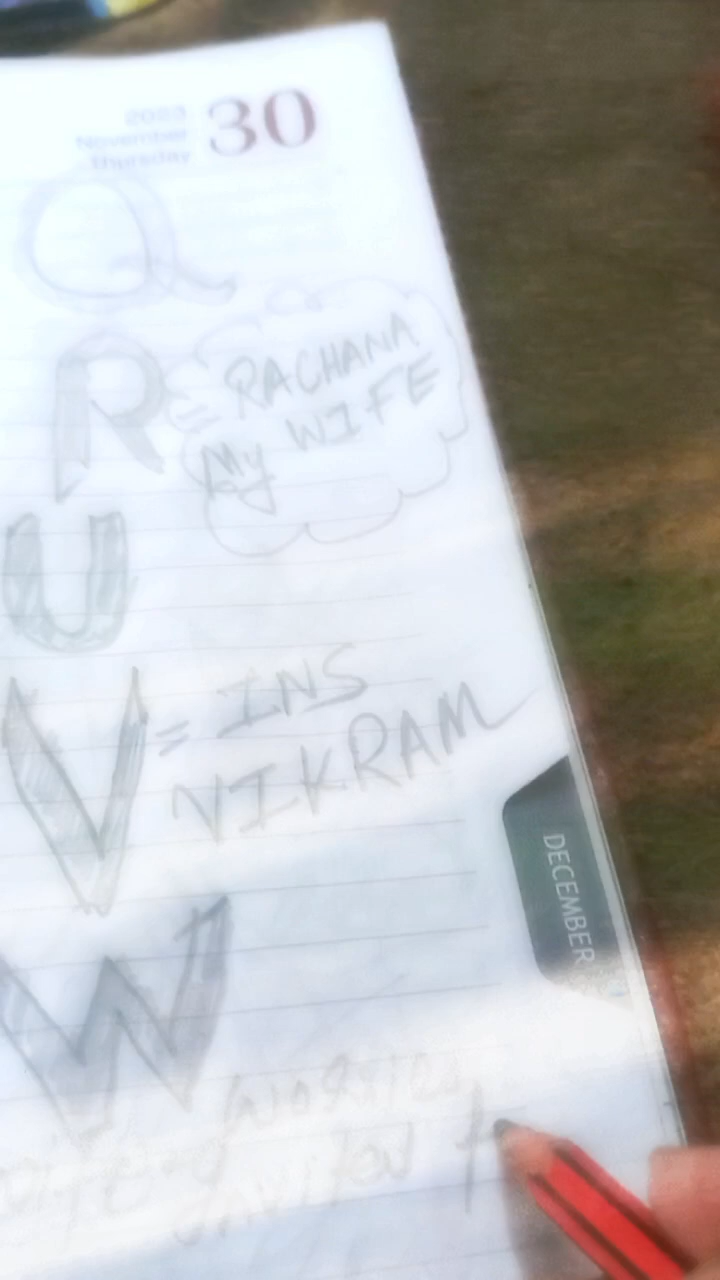 2023
November
Thursday
30
Q
R = RACHANA
My WIFE
U
V = INS
VIKRAM
DECEMBER
W